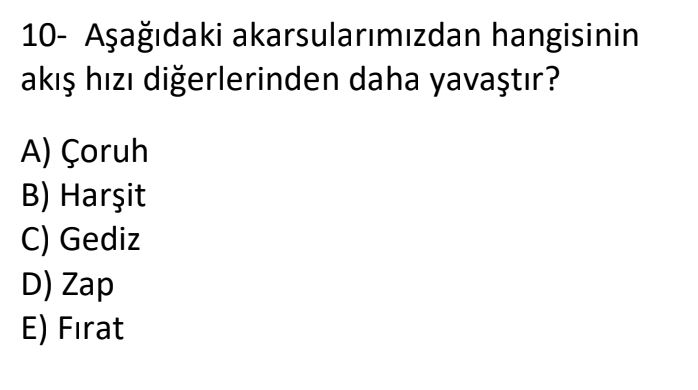 10- Aşağıdaki akarsularımızdan hangisinin
akış hızı diğerlerinden daha yavaştır?
A) Çoruh
B) Harşit
C) Gediz
D) Zap
E) Fırat